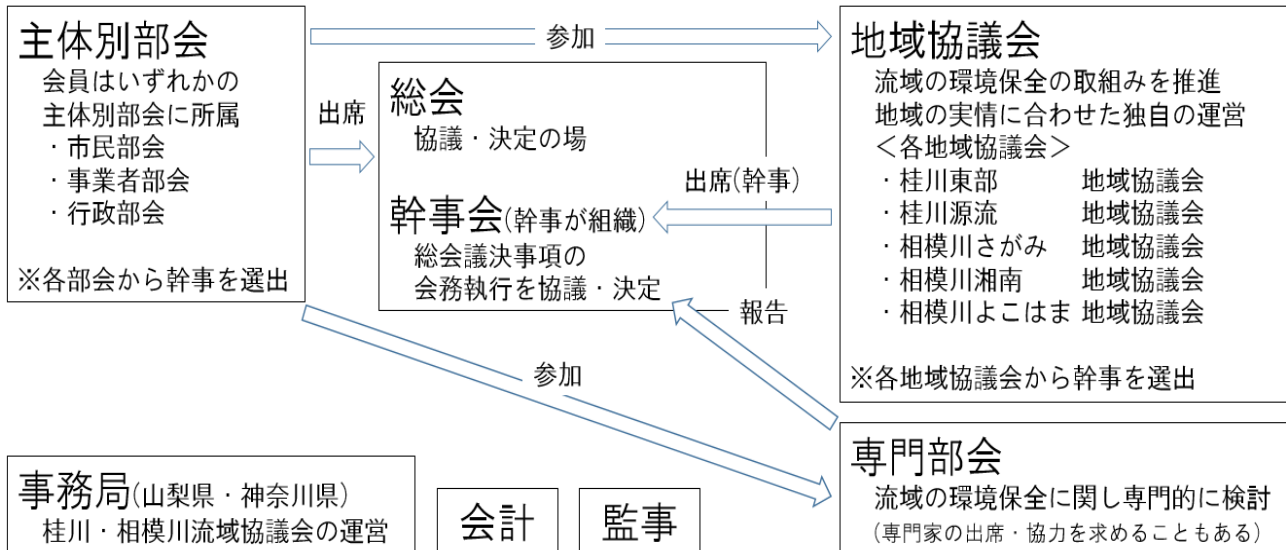 主体別部会
会員はいずれかの
主体別部会に所属
・市民部会
・事業者部会
・行政部会
※各部会から幹事を選出
参加
出席
総会
協議・決定の場
幹事会(幹事が組織)
総会議決事項の
会務執行を協議・決定
出席(幹事)
報告
参加
地域協議会
流域の環境保全の取組みを推進
地域の実情に合わせた独自の運営
＜各地域協議会＞
・桂川東部 地域協議会
・桂川源流 地域協議会
・相模川さがみ 地域協議会
・相模川湘南 地域協議会
・相模川よこはま 地域協議会
※各地域協議会から幹事を選出
専門部会
流域の環境保全に関し専門的に検討
(専門家の出席・協力を求めることもある)
事務局(山梨県・神奈川県)
桂川・相模川流域協議会の運営
会計
監事